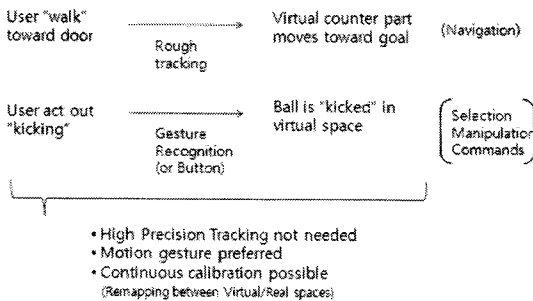 User "walk" toward door
Rough tracking
Virtual counter part moves toward goal
(Navigation)
User act out "kicking"
Gesture Recognition (or Button)
Ball is "kicked" in virtual space
Selection
Manipulation
Commands
• High Precision Tracking not needed
• Motion gesture preferred
• Continuous calibration possible
(Remapping between Virtual/Real spaces)